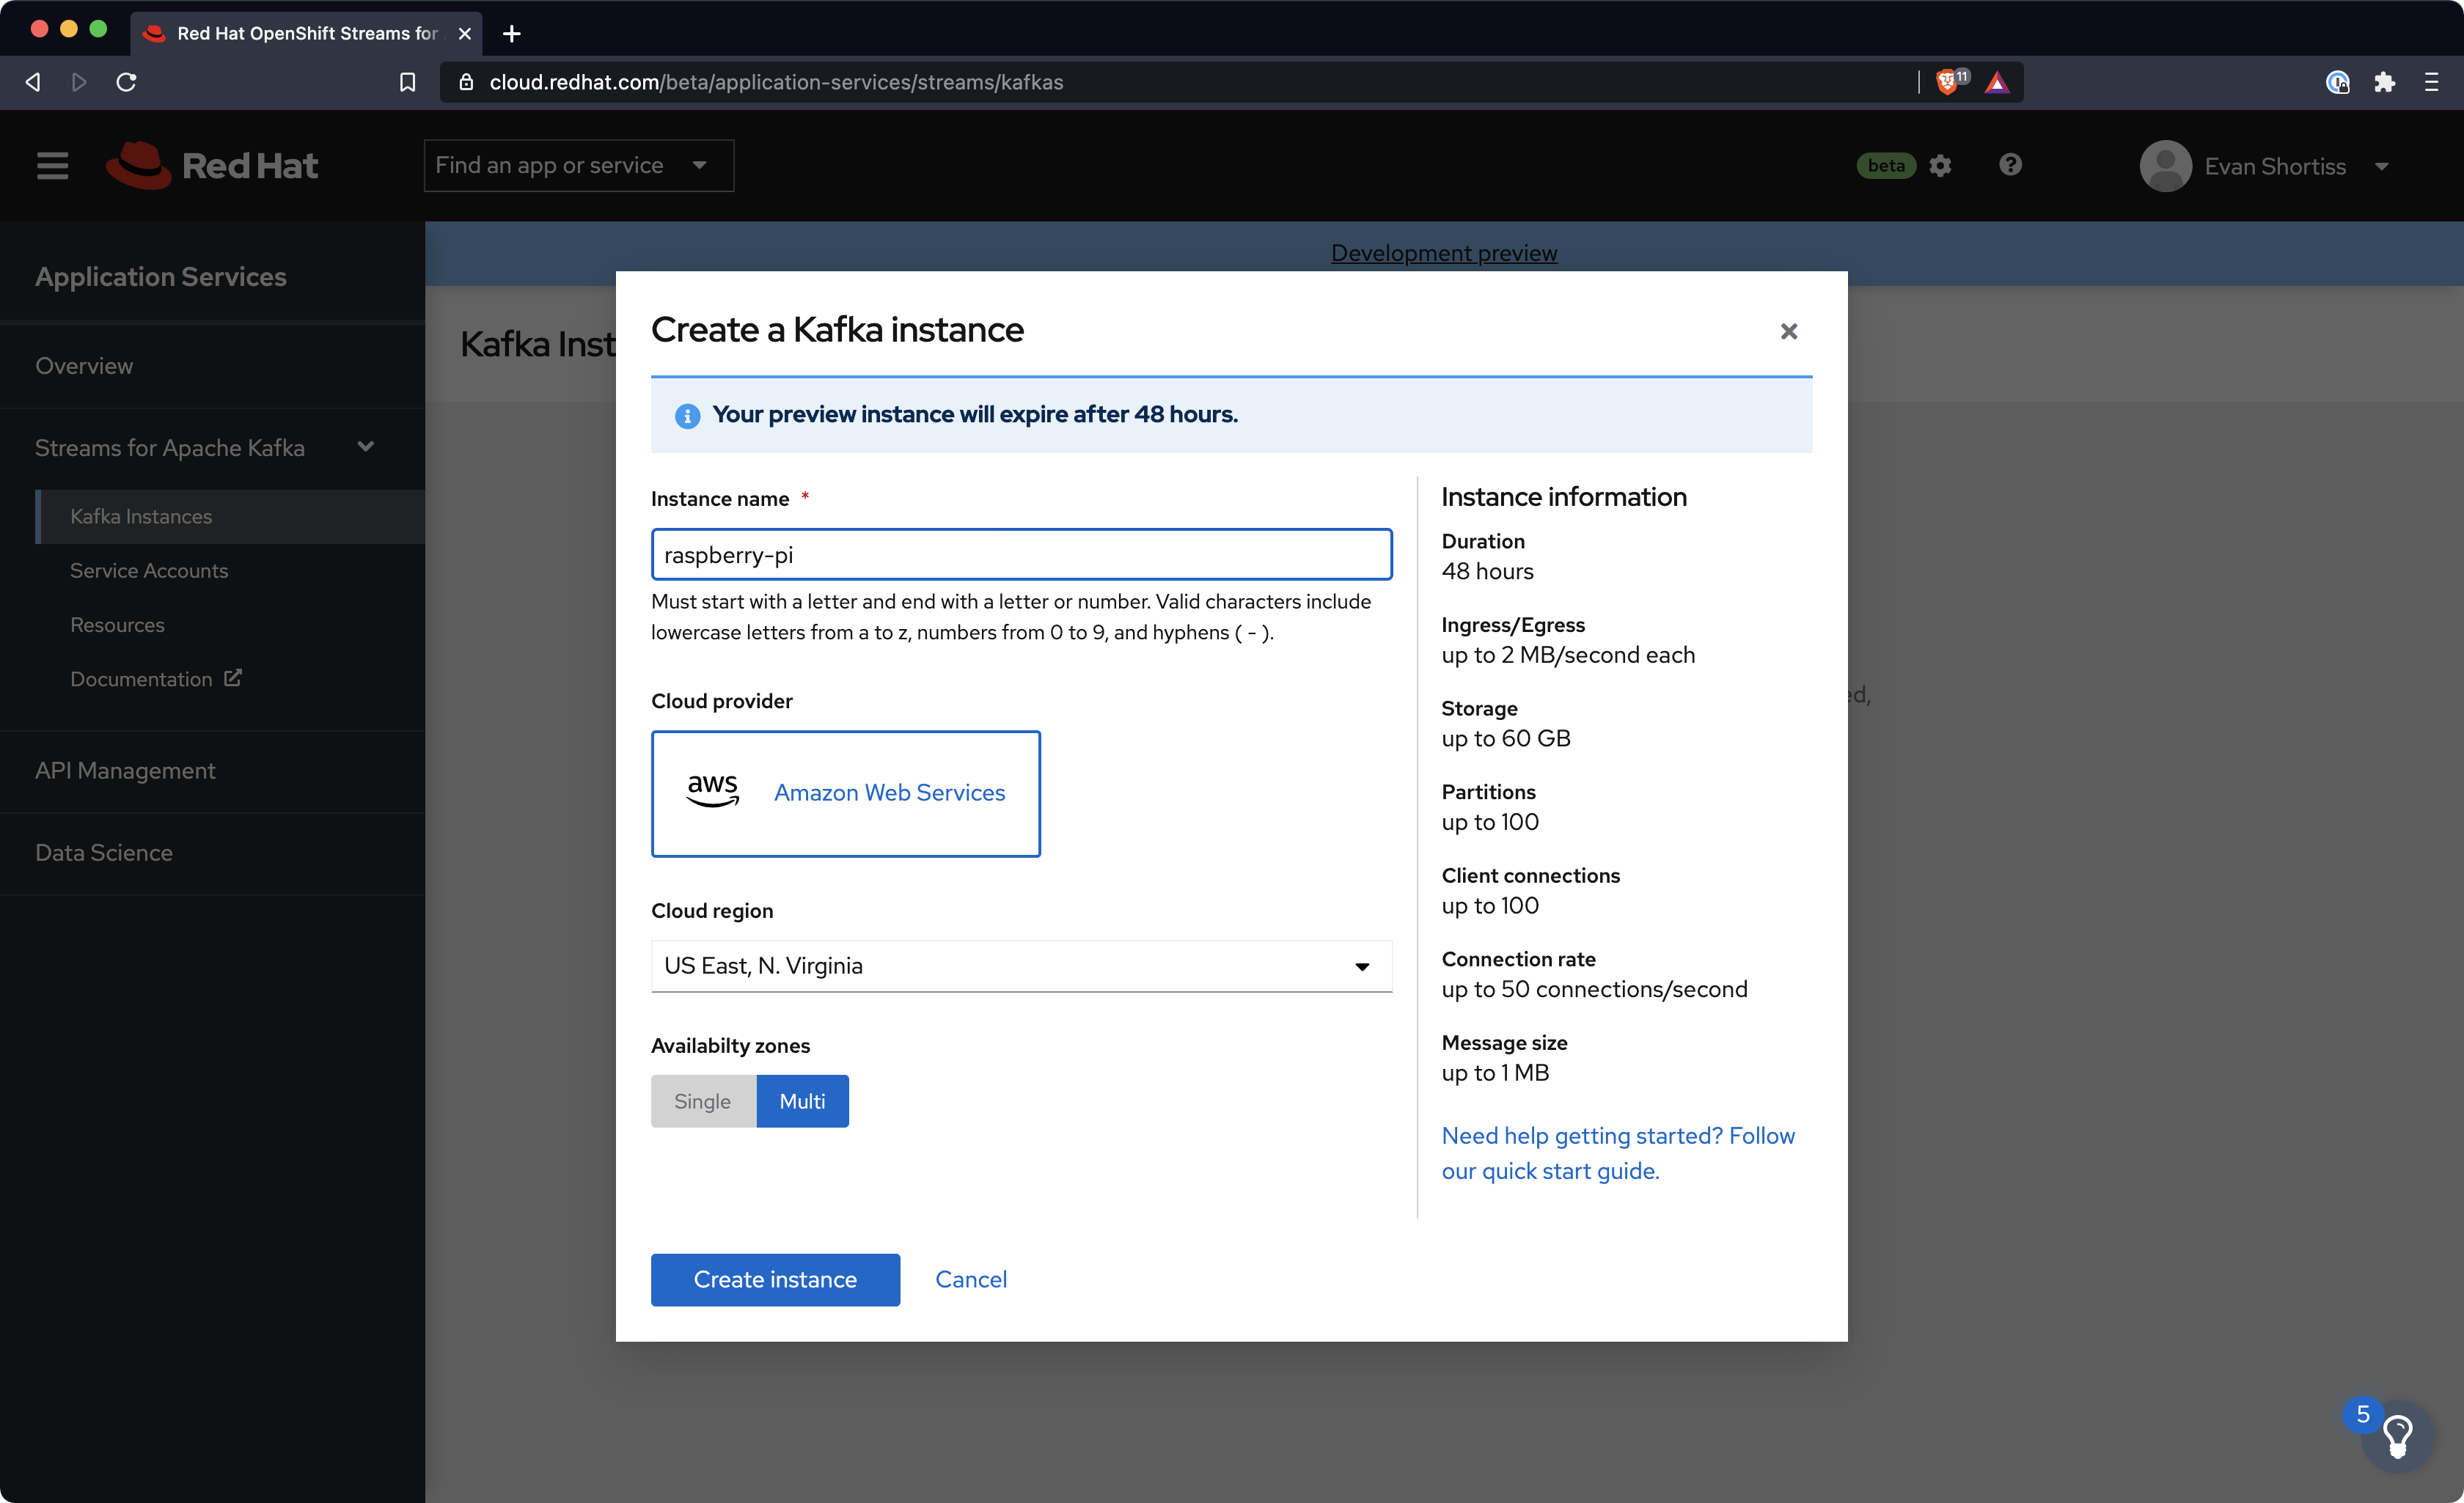 Red Hat OpenShift Streams for
cloud.redhat.com/beta/application-services/streams/kafkas
11
Red Hat
Find an app or service
beta
Evan Shortiss
Application Services
Overview
Streams for Apache Kafka
Kafka Instances
Service Accounts
Resources
Documentation
API Management
Data Science
Development preview
Kafka Inst
Create a Kafka instance
Your preview instance will expire after 48 hours.
Instance name *
raspberry-pi
Must start with a letter and end with a letter or number. Valid characters include
lowercase letters from a to z, numbers from 0 to 9, and hyphens ( - ).
Cloud provider
aws
Amazon Web Services
Cloud region
US East, N. Virginia
Availabilty zones
Single
Multi
Instance information
Duration
48 hours
Ingress/Egress
up to 2 MB/second each
Storage
up to 60 GB
Partitions
up to 100
Client connections
up to 100
Connection rate
up to 50 connections/second
Message size
up to 1 MB
Need help getting started? Follow
our quick start guide.
Create instance
Cancel
ed,
5